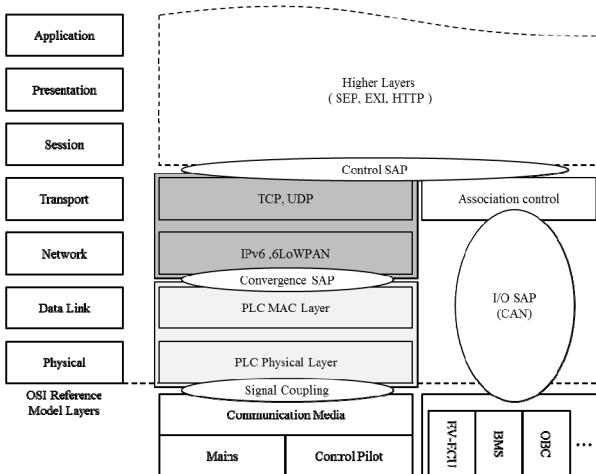 Application
Presentation
Session
Transport
Network
Data Link
Physical
OSI Reference
Model Layers
Higher Layers
( SEP, EXI, HTTP )
Control SAP
TCP, UDP
Association control
IPv6 ,6LoWPAN
Convergence SAP
PLC MAC Layer
I/O SAP
(CAN)
PLC Physical Layer
Signal Coupling
Communication Media
Mains
Control Pilot
EV-ECU
BMS
OBC
...